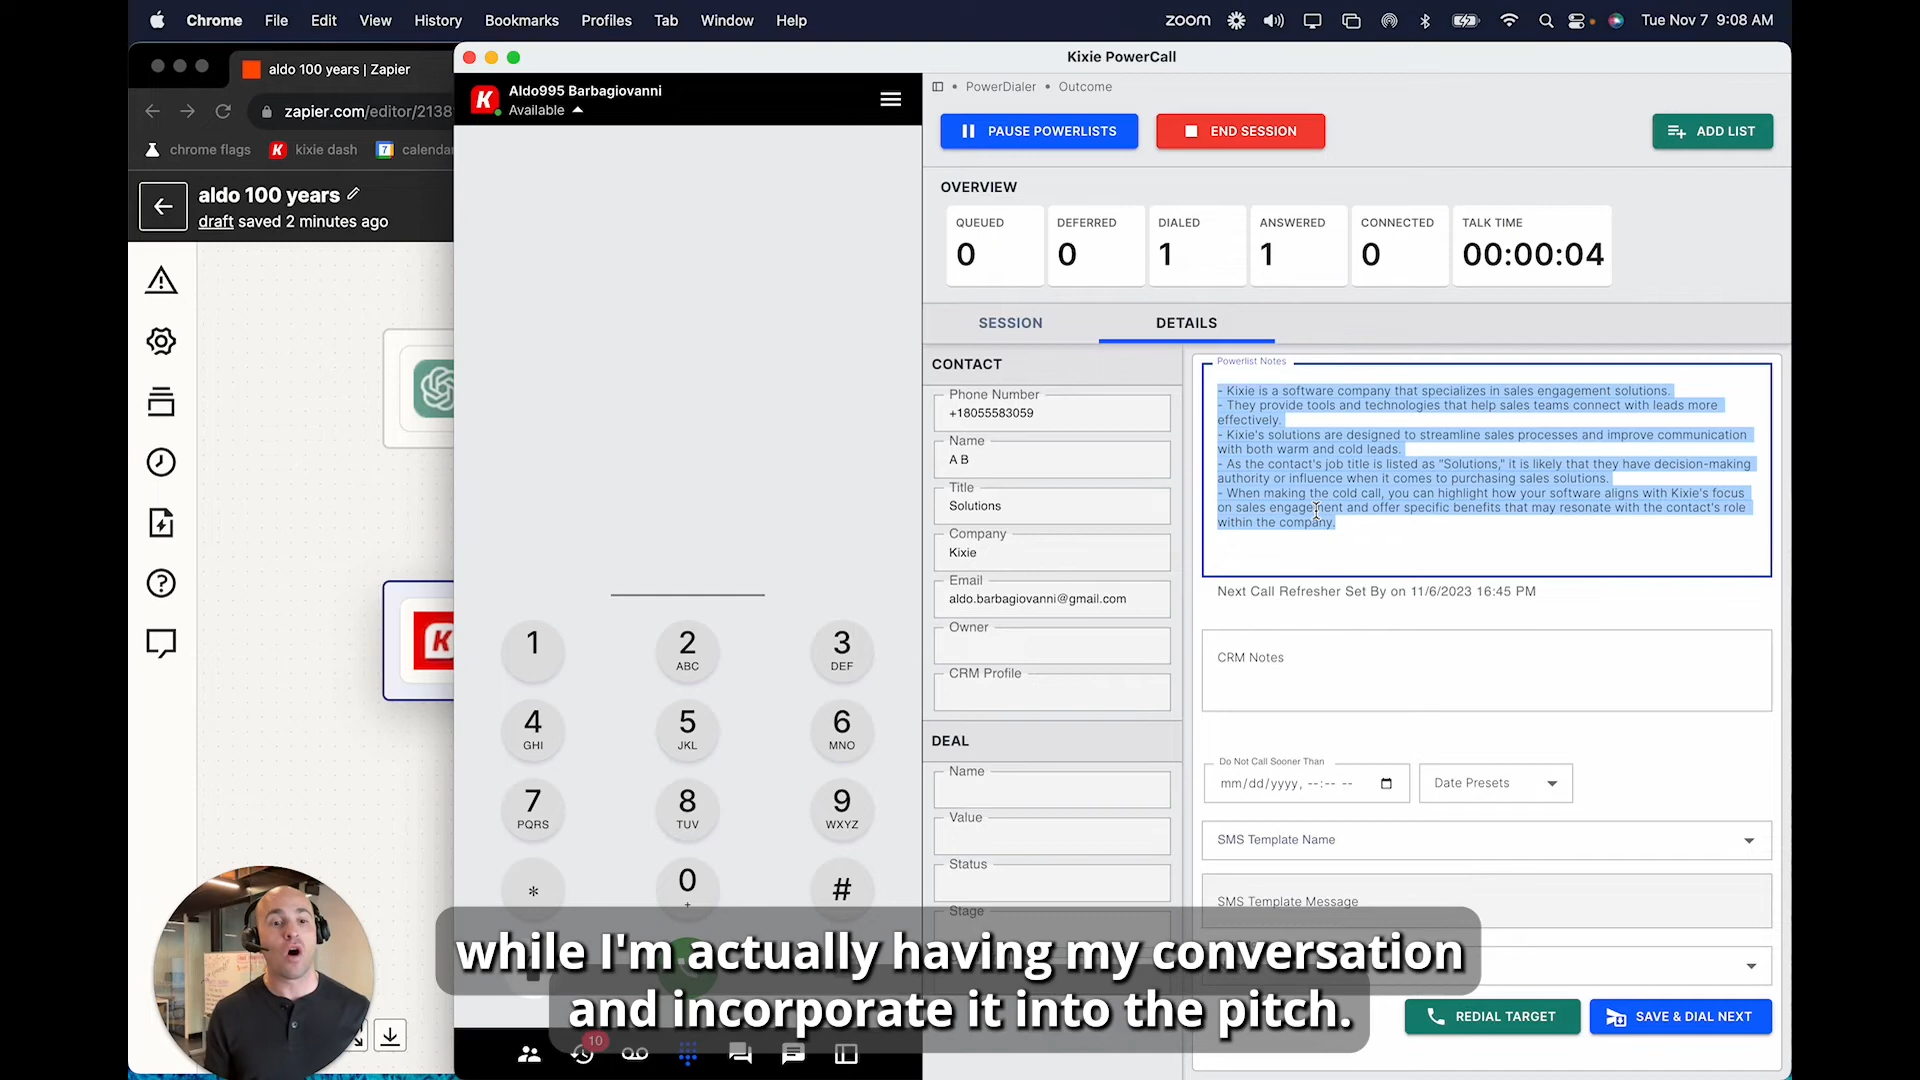 Chrome File Edit View History Bookmarks Profiles Tab Window Help
zoom
Tue Nov 7 9:08 AM
aldo 100 years | Zapier
zapier.com/editor/2138
chrome flags
kixie dash
7
calendar
aldo 100 years
draft saved 2 minutes ago
K
Kixie PowerCall
K
Aldo995 Barbagiovanni
Available
1
2
ABC
3
DEF
4
GHI
5
JKL
6
MNO
7
PQRS
8
TUV
9
WXYZ
*
0
+
#
10
• PowerDialer • Outcome
PAUSE POWERLISTS
END SESSION
ADD LIST
OVERVIEW
QUEUED
0
DEFERRED
0
DIALED
1
ANSWERED
1
CONNECTED
0
TALK TIME
00:00:04
SESSION
DETAILS
CONTACT
Phone Number
+18055583059
Name
A B
Title
Solutions
Company
Kixie
Email
aldo.barbagiovanni@gmail.com
Owner
CRM Profile
DEAL
Name
Value
Status
Stage
Powerlist Notes
- Kixie is a software company that specializes in sales engagement solutions.
- They provide tools and technologies that help sales teams connect with leads more
effectively.
- Kixie's solutions are designed to streamline sales processes and improve communication
with both warm and cold leads.
- As the contact's job title is listed as "Solutions," it is likely that they have decision-making
authority or influence when it comes to purchasing sales solutions.
- When making the cold call, you can highlight how your software aligns with Kixie's focus
on sales engagement and offer specific benefits that may resonate with the contact's role
within the company.
Next Call Refresher Set By on 11/6/2023 16:45 PM
CRM Notes
Do Not Call Sooner Than
mm/dd/yyyy, --:-- --
Date Presets
SMS Template Name
SMS Template Message
REDIAL TARGET
SAVE & DIAL NEXT
while I'm actually having my conversation
and incorporate it into the pitch.